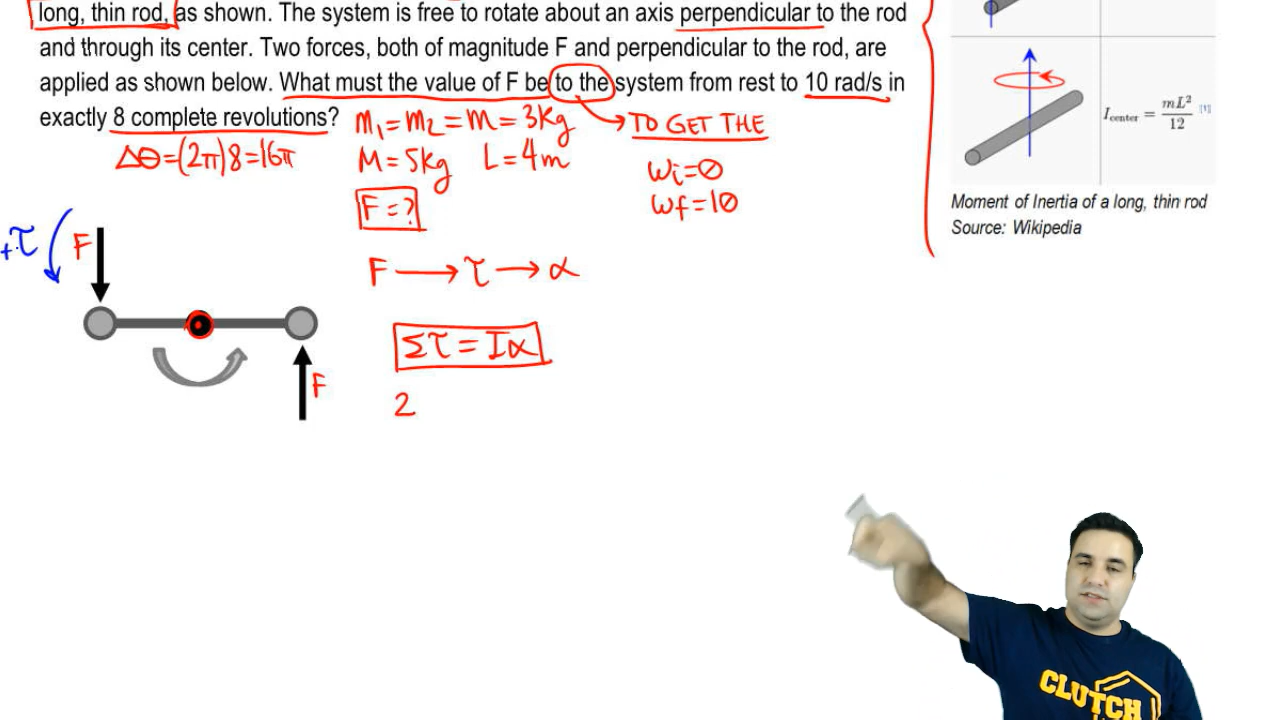 long, thin rod, as shown. The system is free to rotate about an axis perpendicular to the rod
and through its center. Two forces, both of magnitude F and perpendicular to the rod, are
applied as shown below. What must the value of F be to the system from rest to 10 rad/s in
exactly 8 complete revolutions?
m₁=m₂=m=3kg
TO GET THE
Δθ=(2π)8=16π
M=5kg L=4m
ωi=0
F=?
ωf=10
+τ
F
F → τ → α
Στ=Iα
F
2
I center = mL² / 12 [1]
Moment of Inertia of a long, thin rod
Source: Wikipedia
CLUTCH